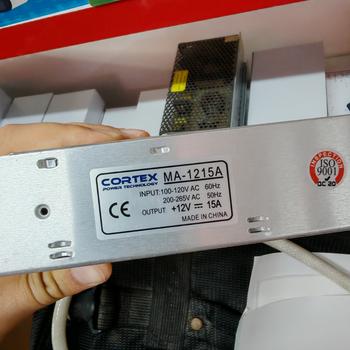 CORTEX MA-1215A
POWER TECHNOLOGY
INPUT:100-120V AC 60Hz
200-265V AC 50Hz
CE OUTPUT +12V 15A
MADE IN CHINA
INSPECTION
ISO
9001
QC 20